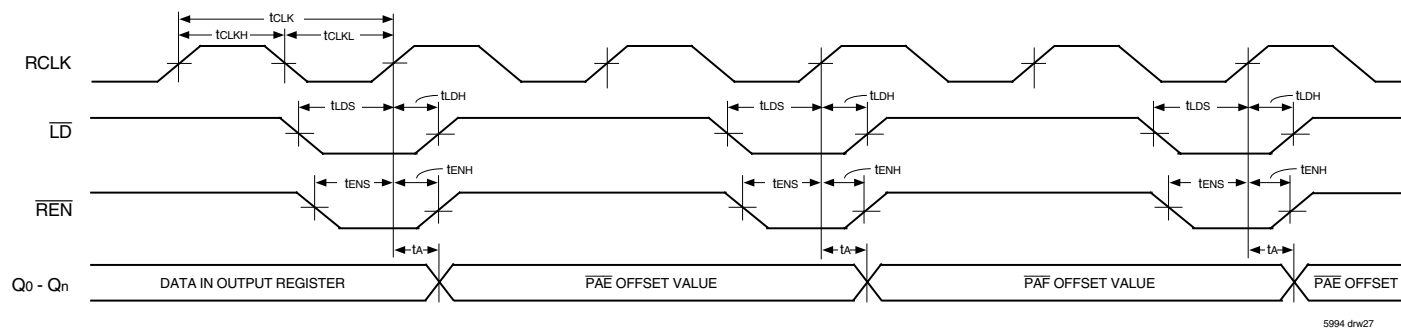 tCLK
tCLKH tCLKL
RCLK
tLDS tLDH tLDS tLDH tLDS tLDH
LD
tENS tENH tENS tENH tENS tENH
REN
tA tA tA
Q0 - Qn DATA IN OUTPUT REGISTER PAE OFFSET VALUE PAF OFFSET VALUE PAE OFFSET
5994 drw27